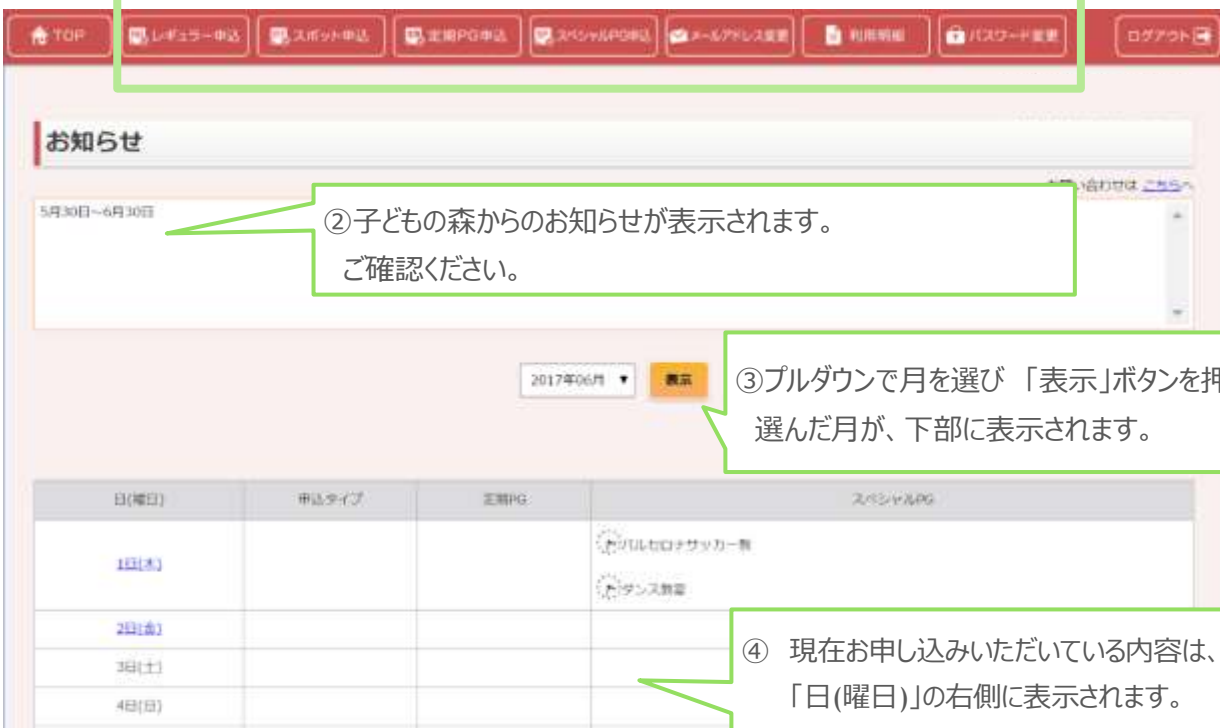 TOP レギュラー申込 スポット申込 定期PG申込 スペシャルPG申込 メールアドレス変更 利用明細 パスワード変更 ログアウト
お知らせ
い合わせは こちらへ
5月30日～6月30日
②子どもの森からのお知らせが表示されます。
ご確認ください。
2017年06月 表示
③プルダウンで月を選び 「表示」ボタンを押
選んだ月が、下部に表示されます。
日(曜日) 申込タイプ 定期PG スペシャルPG
1日(木) バルセロナサッカー教
ダンス教室
2日(金)
3日(土)
4日(日)
④ 現在お申し込みいただいている内容は、
「日(曜日)」の右側に表示されます。